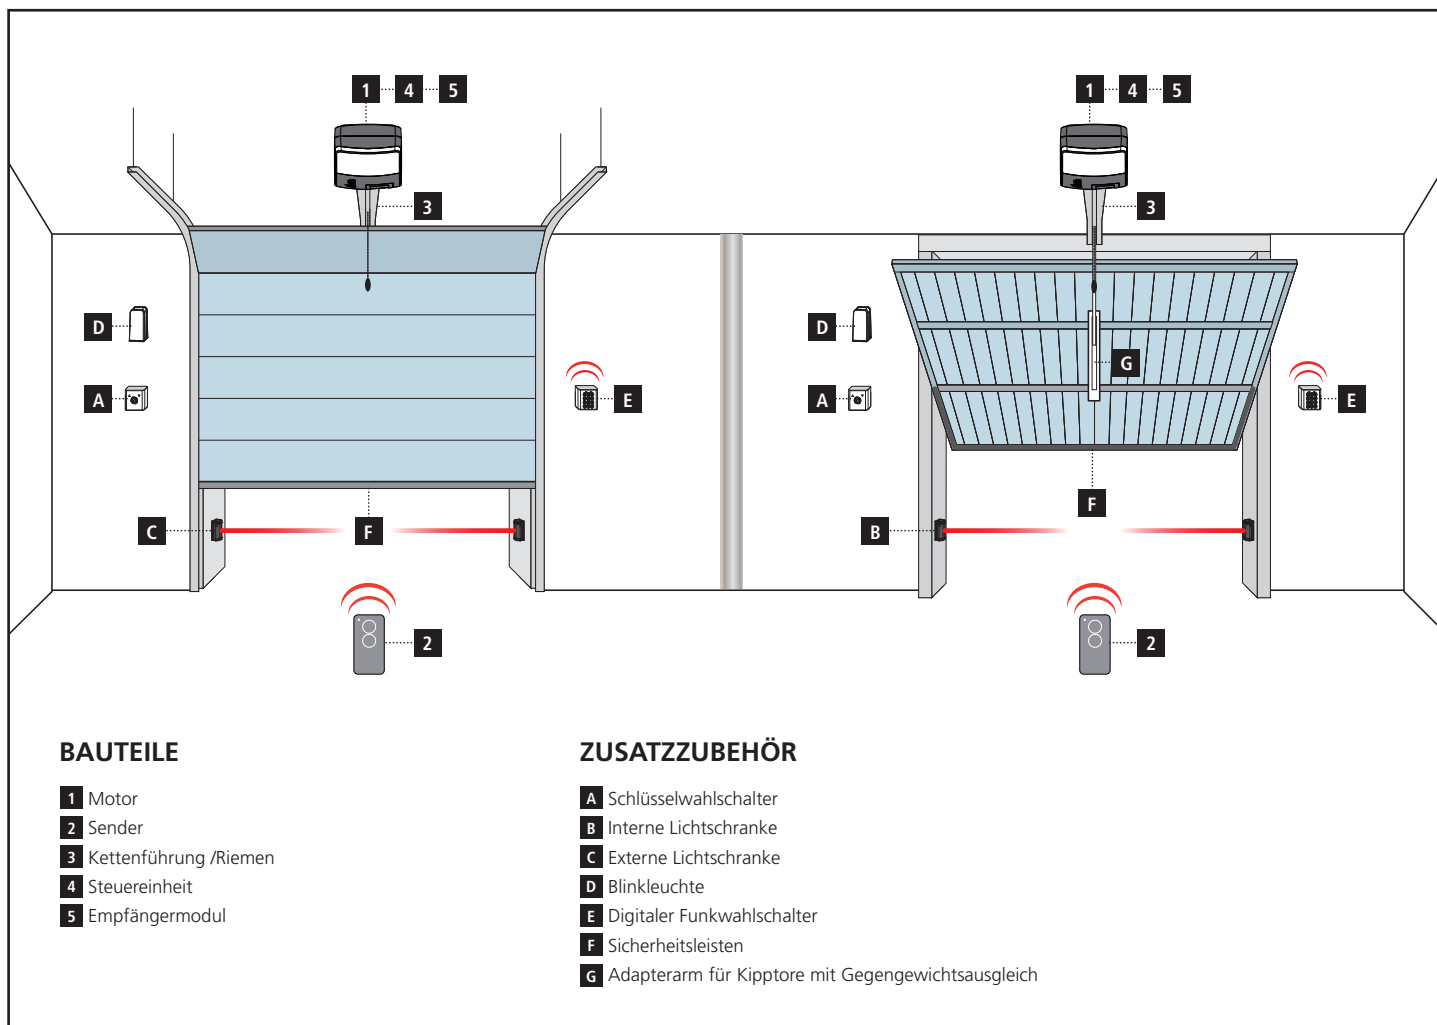 1 4 5
1 4 5
3
3
D
D
G
A
E
A
E
F
C
F
B
2
2
BAUTEILE
1 Motor
2 Sender
3 Kettenführung /Riemen
4 Steuereinheit
5 Empfängermodul
ZUSATZZUBEHÖR
A Schlüsselwahlschalter
B Interne Lichtschranke
C Externe Lichtschranke
D Blinkleuchte
E Digitaler Funkwahlschalter
F Sicherheitsleisten
G Adapterarm für Kipptore mit Gegengewichtsausgleich